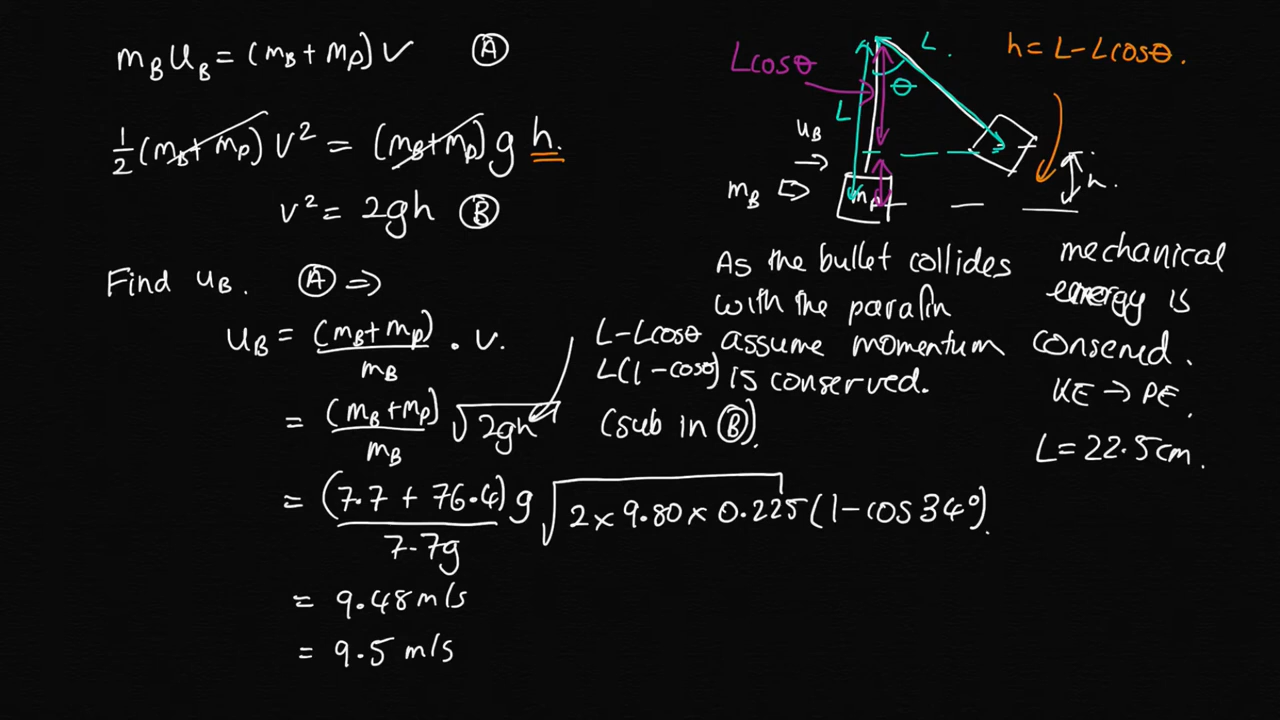 m_B u_B = (m_B + m_P) v (A)
½ (m_B + m_P) v² = (m_B + m_P) g h.
v² = 2gh (B)
Find u_B. (A) ⇒
u_B = (m_B + m_P) / m_B · v.
= (m_B + m_P) / m_B √2gh (sub in (B)).
= (7.7 + 76.4) g / 7.7g √2 × 9.80 × 0.225 (1 - cos 34°).
= 9.48 m/s
= 9.5 m/s
L - Lcosθ
L(1 - cosθ)
Lcosθ
L
L.
θ
h = L - Lcosθ.
u_B
m_B
m_P
h.
As the bullet collides
with the parafin
assume momentum
is conserved.
mechanical
energy is
conserved.
KE → PE.
L = 22.5cm.